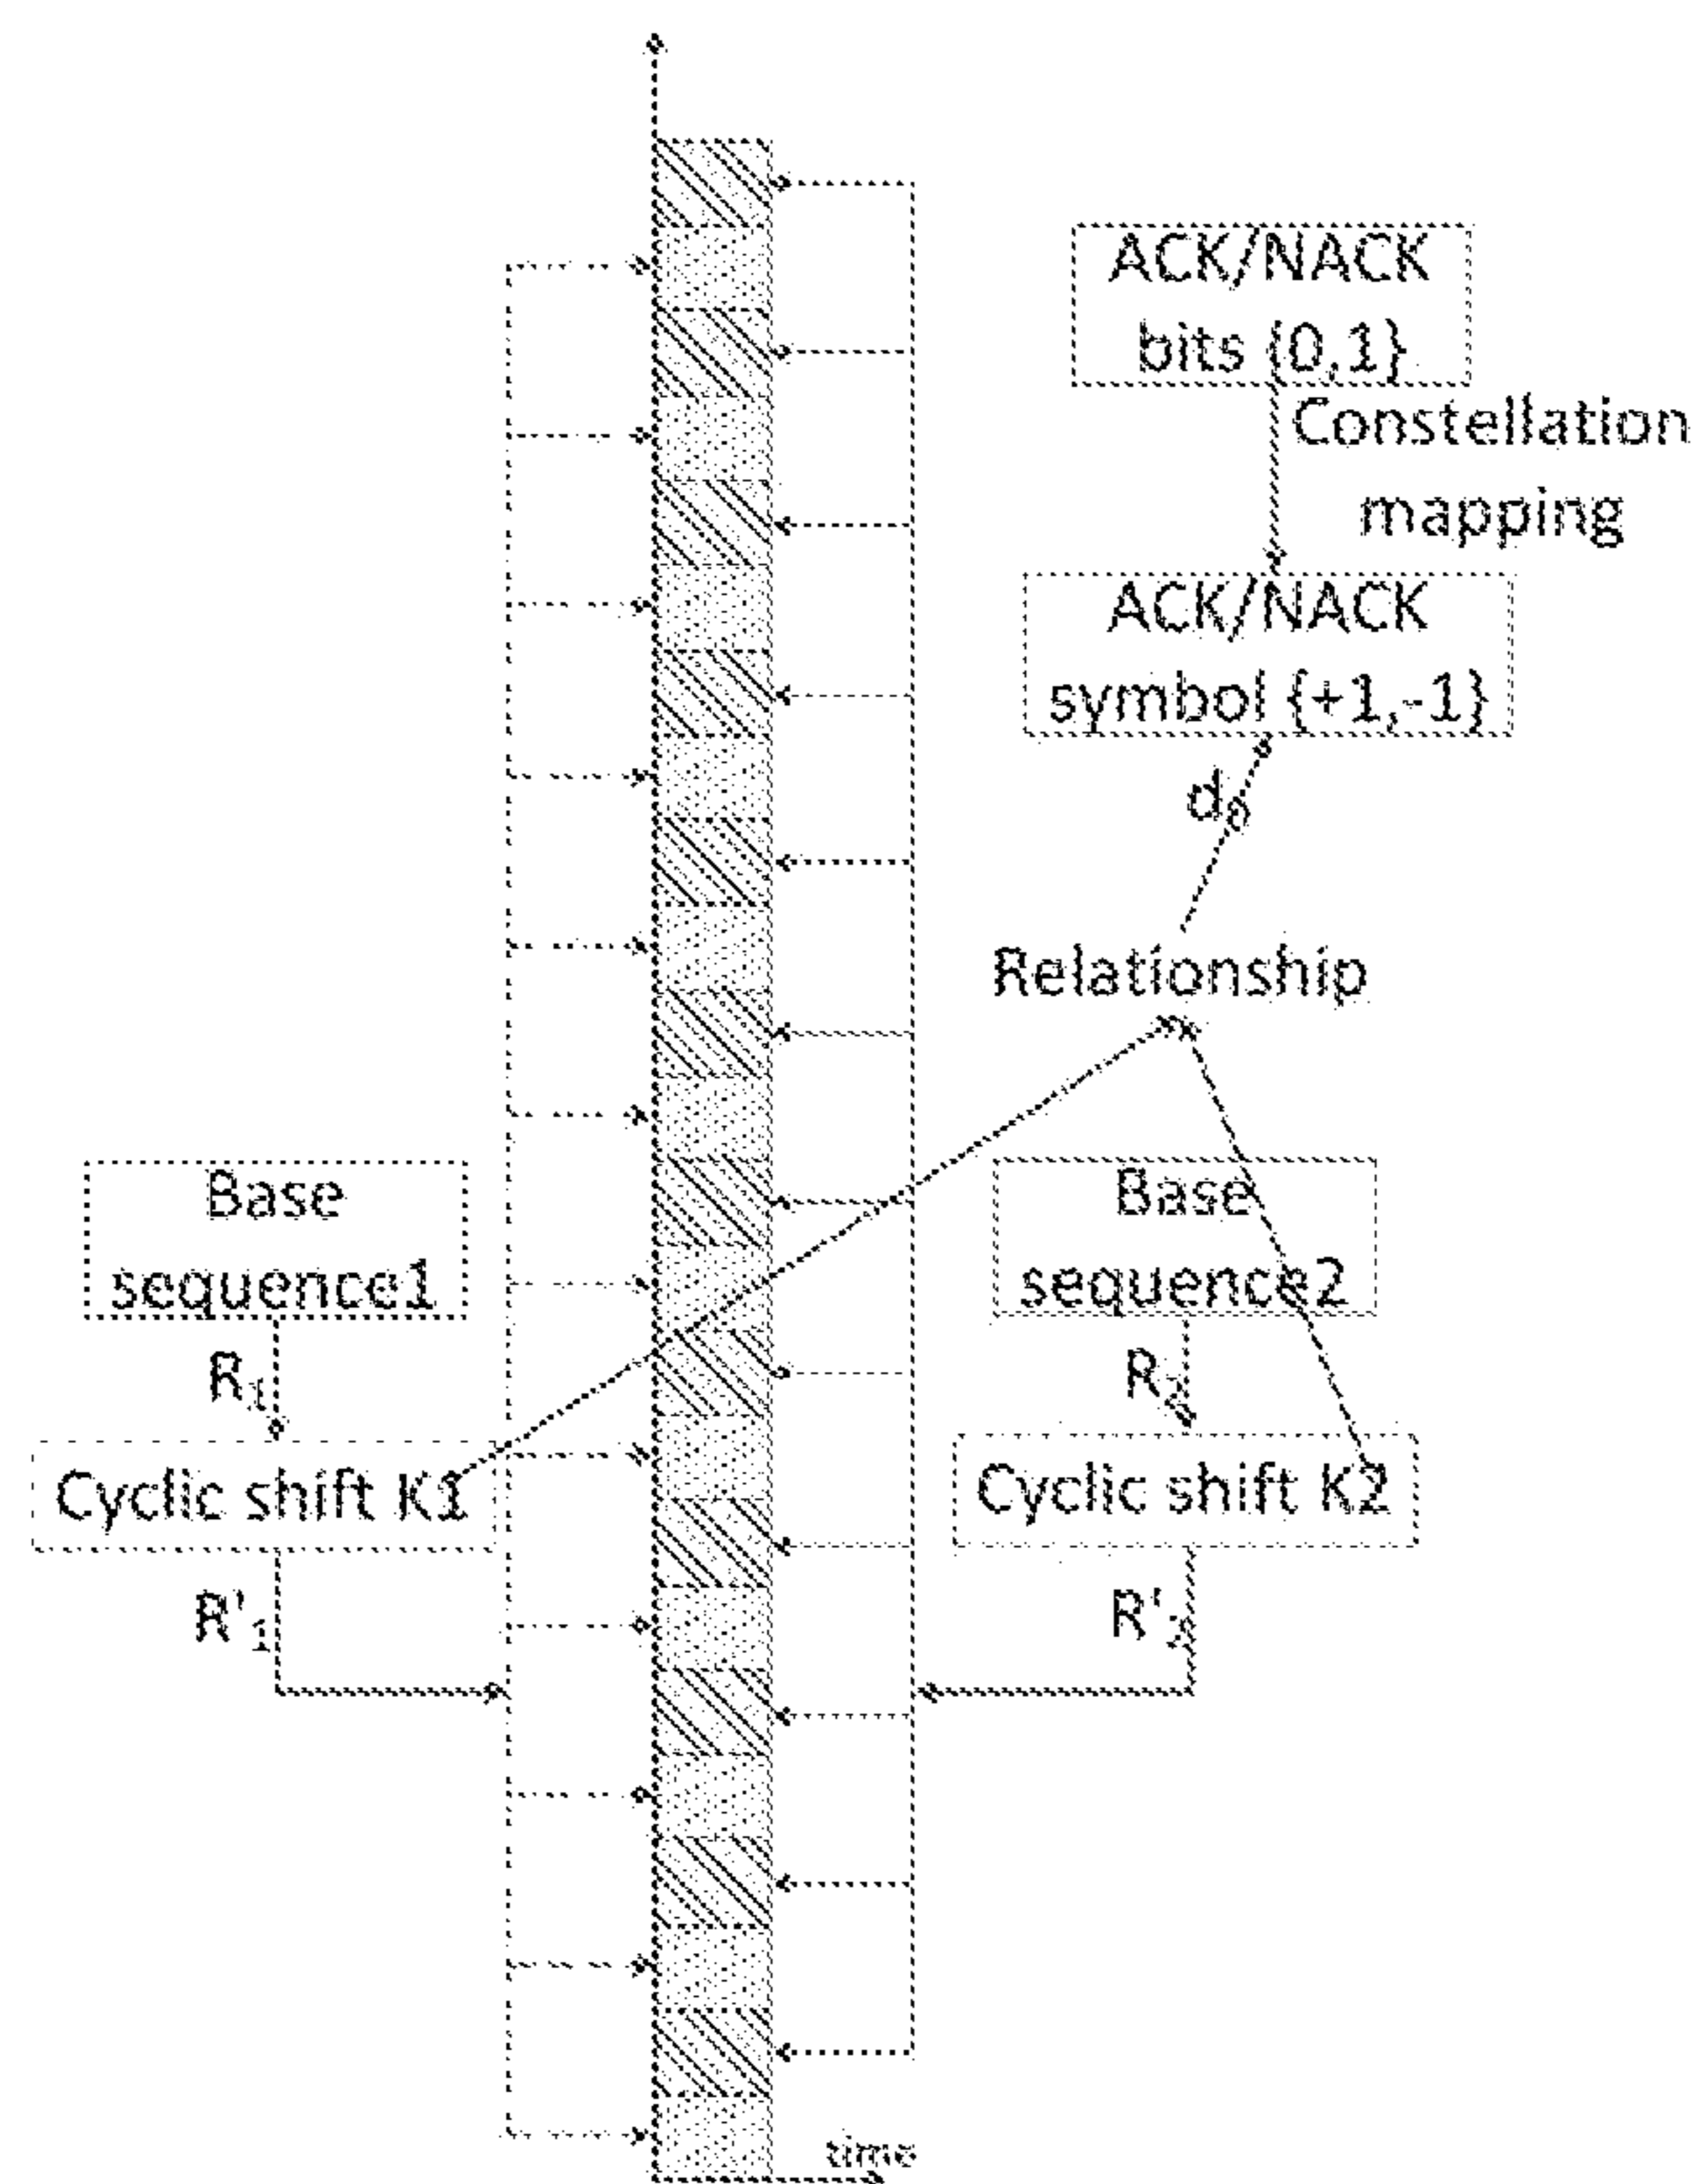 ACK/NACK
bits {0,1}
Constellation
mapping
ACK/NACK
symbol {+1,-1}
d₀
Relationship
Base
sequence1
R₁
Cyclic shift K1
R'₁
Base
sequence2
R₂
Cyclic shift K2
R'₂
time